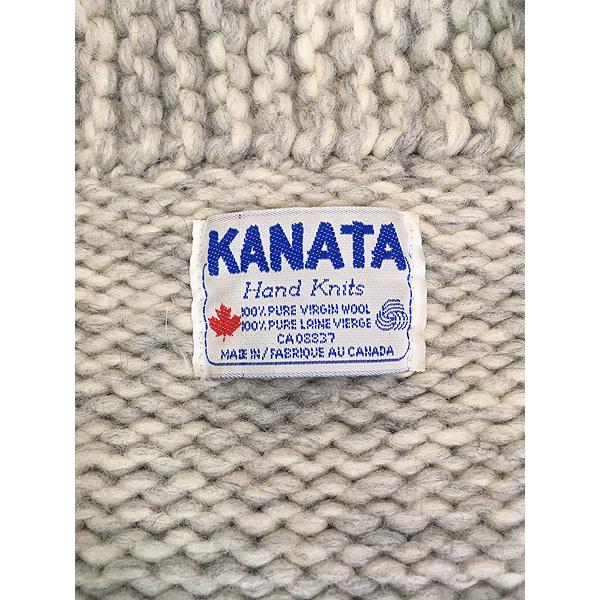 KANATA
Hand Knits
100% PURE VIRGIN WOOL
100% PURE LAINE VIERGE
CA08837
MADE IN / FABRIQUE AU CANADA